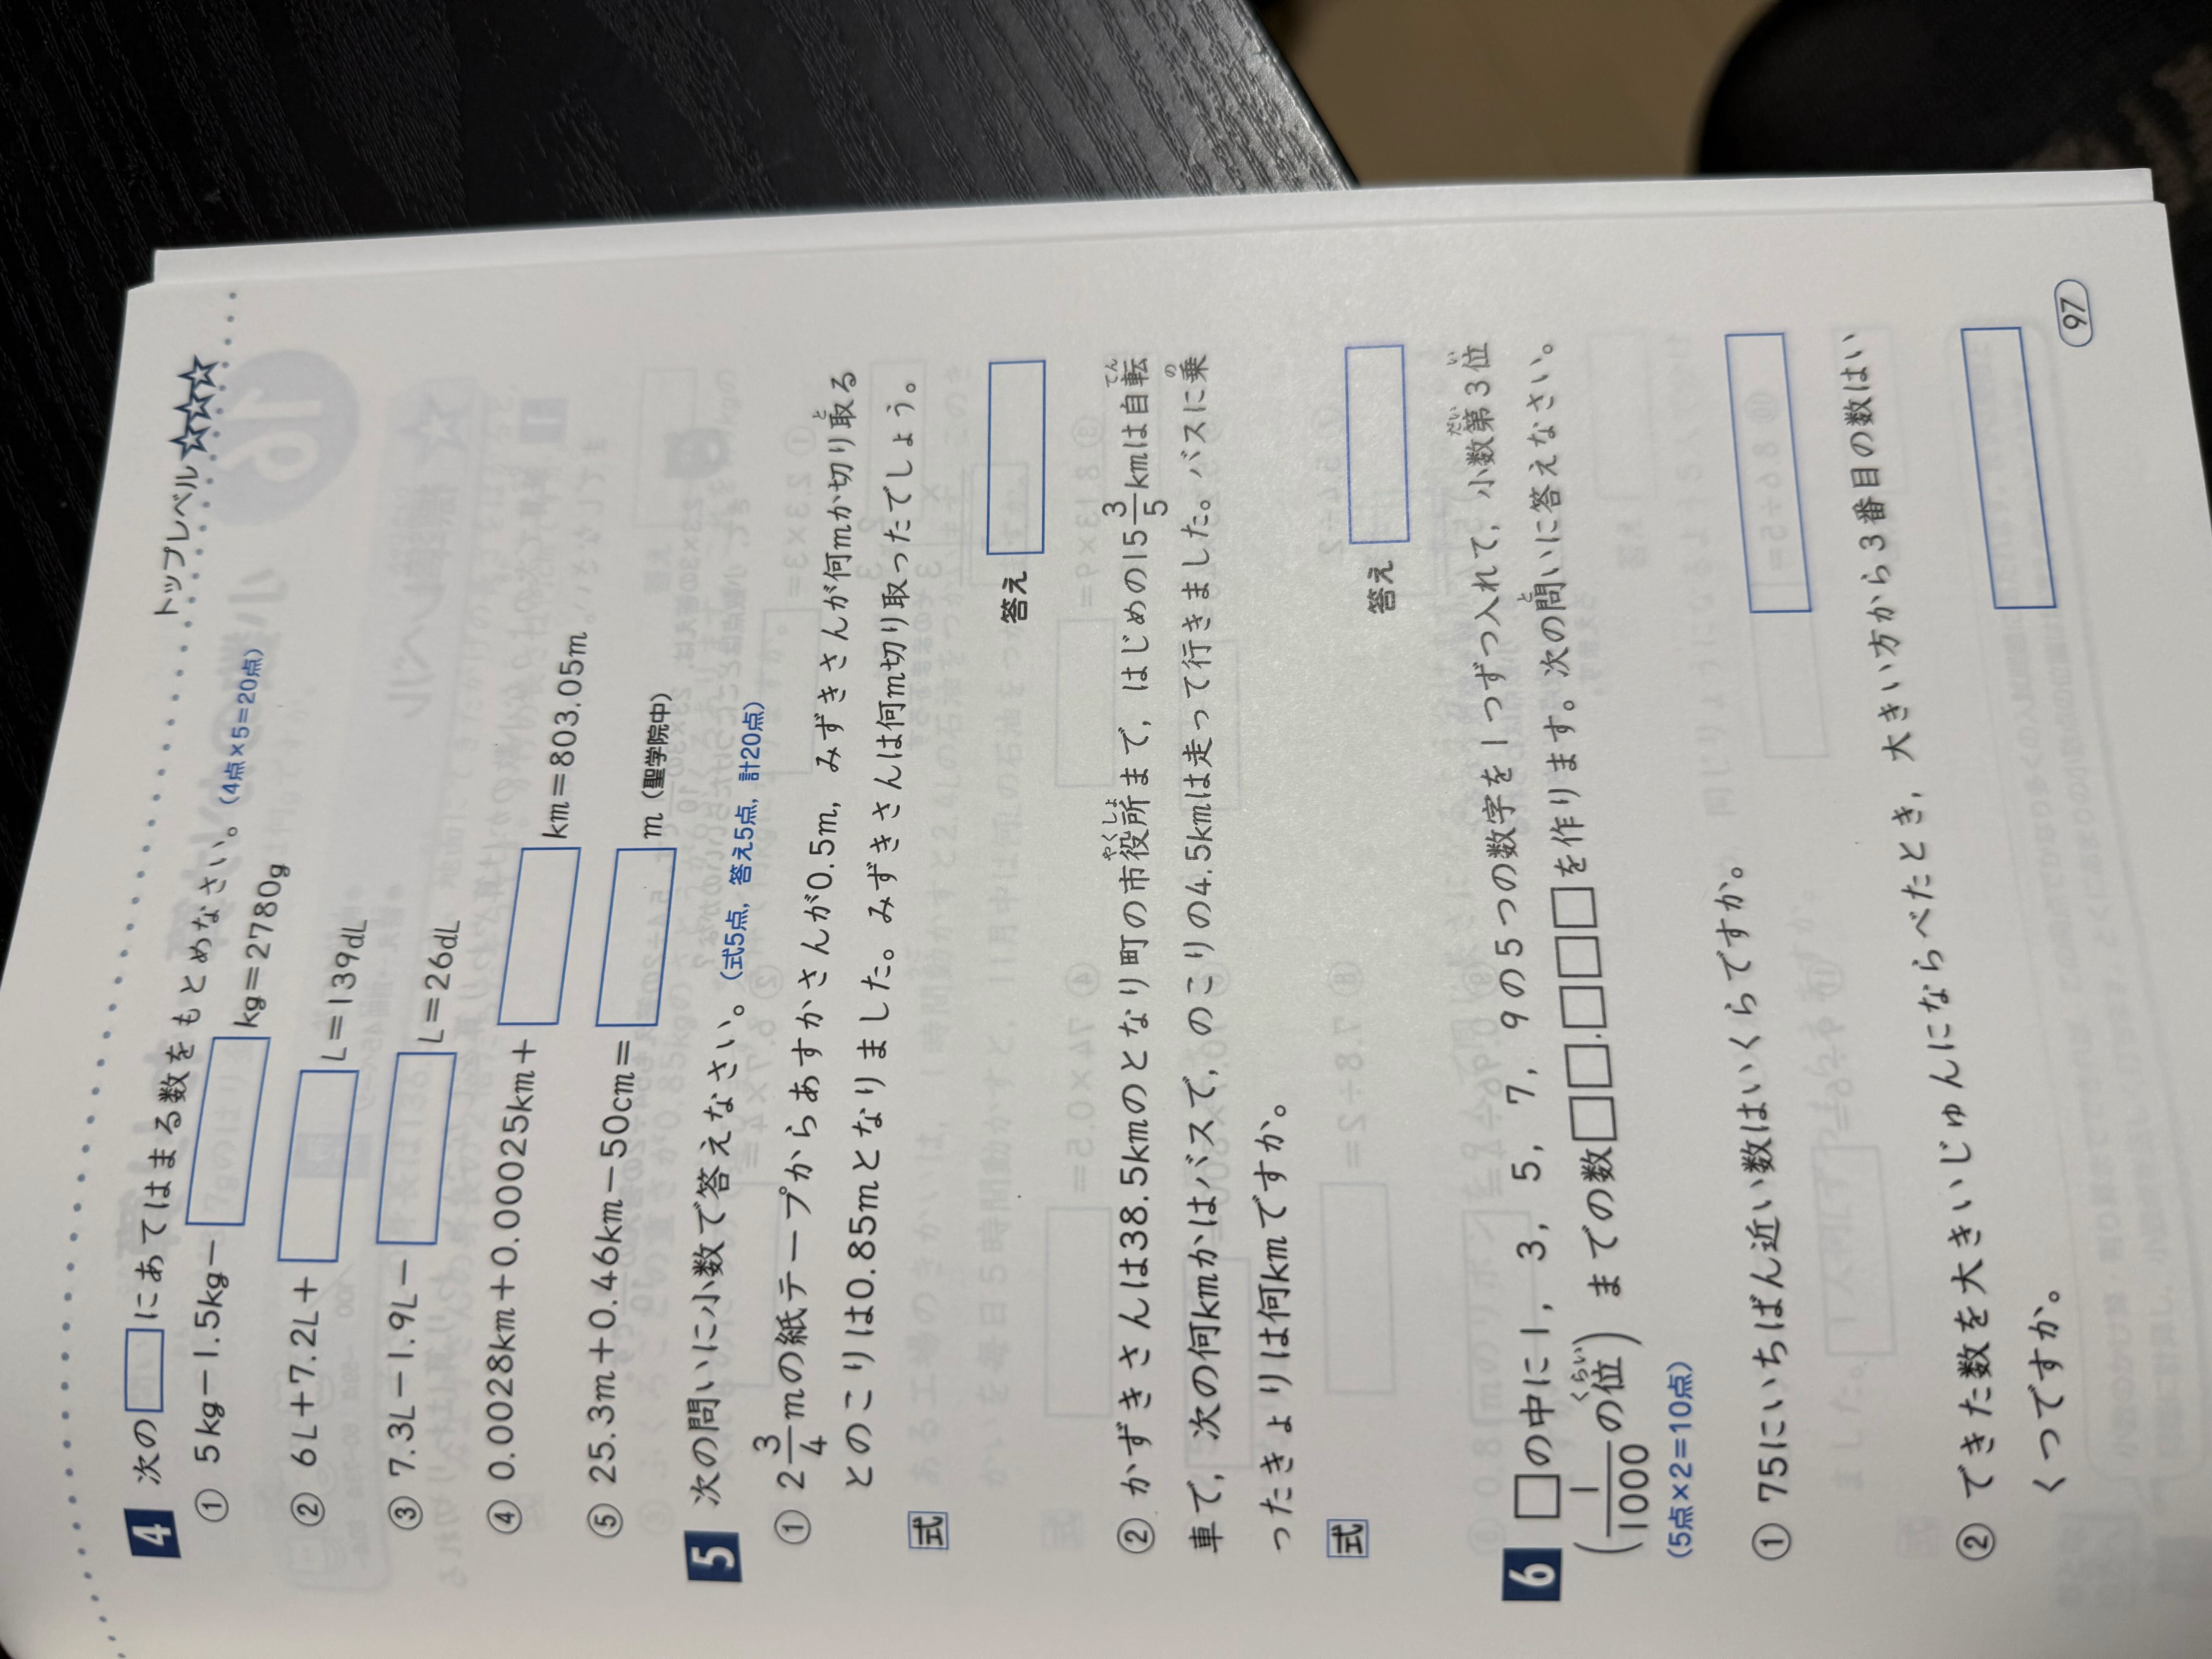 トップレベル☆☆☆
4 次の□にあてはまる数をもとめなさい。(4点×5=20点)
① 5kg－1.5kg－□kg＝2780g
② 6L＋7.2L＋□L＝139dL
③ 7.3L－1.9L－□L＝26dL
④ 0.0028km＋0.00025km＋□km＝803.05m
⑤ 25.3m＋0.46km－50cm＝□m (聖学院中)
5 次の問いに小数で答えなさい。(式5点，答え5点，計20点)
① 2 3/4 mの紙テープからあすかさんが0.5m，みずきさんが何mか切り取る
とのこりは0.85mとなりました。みずきさんは何m切り取ったでしょう。
式
答え
② かずきさんは38.5kmのとなり町の市役所まで，はじめの15 3/5 kmは自転
車で，次の何kmかはバスで，のこりの4.5kmは走って行きました。バスに乗
ったきょりは何kmですか。
式
答え
6 □の中に1，3，5，7，9の5つの数字を1つずつ入れて，小数第3位
(1/1000の位)までの数□□.□□□を作ります。次の問いに答えなさい。
(5点×2=10点)
① 75にいちばん近い数はいくらですか。
② できた数を大きいじゅんにならべたとき，大きい方から3番目の数はい
くつですか。
97